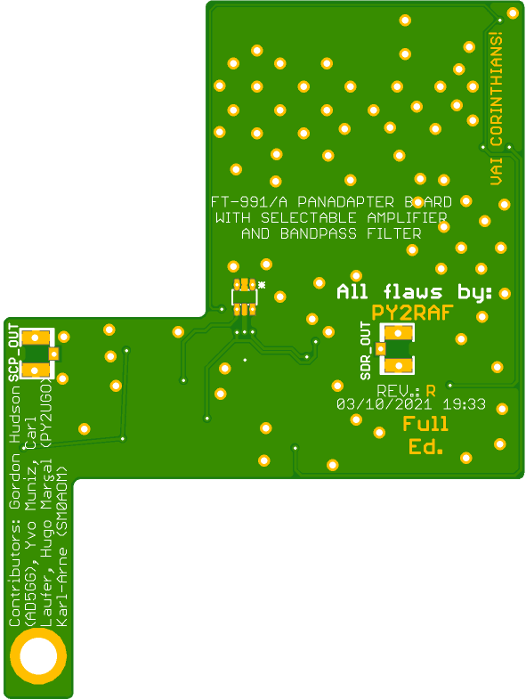 VAI CORINTHIANS!
FT-991/A PANADAPTER BOARD
WITH SELECTABLE AMPLIFIER
AND BANDPASS FILTER
*
All flaws by:
PY2RAF
SCP_OUT
SDR_OUT
REV.: R
03/10/2021 19:33
Full
Ed.
Contributors: Gordon Hudson
(AD5GG), Yvo Muniz, Carl
Laufer, Hugo Marçal (PY2UGO)
Karl-Arne (SM0AOM)